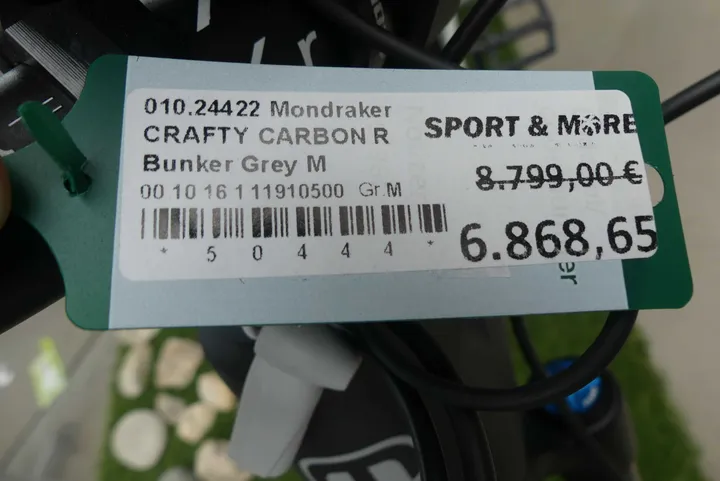 010.24422 Mondraker
CRAFTY CARBON R
Bunker Grey M
00 10 16 1 11910500 Gr.M
* 5 0 4 4 4 *
SPORT & MORE
8.799,00 €
6.868,65
er